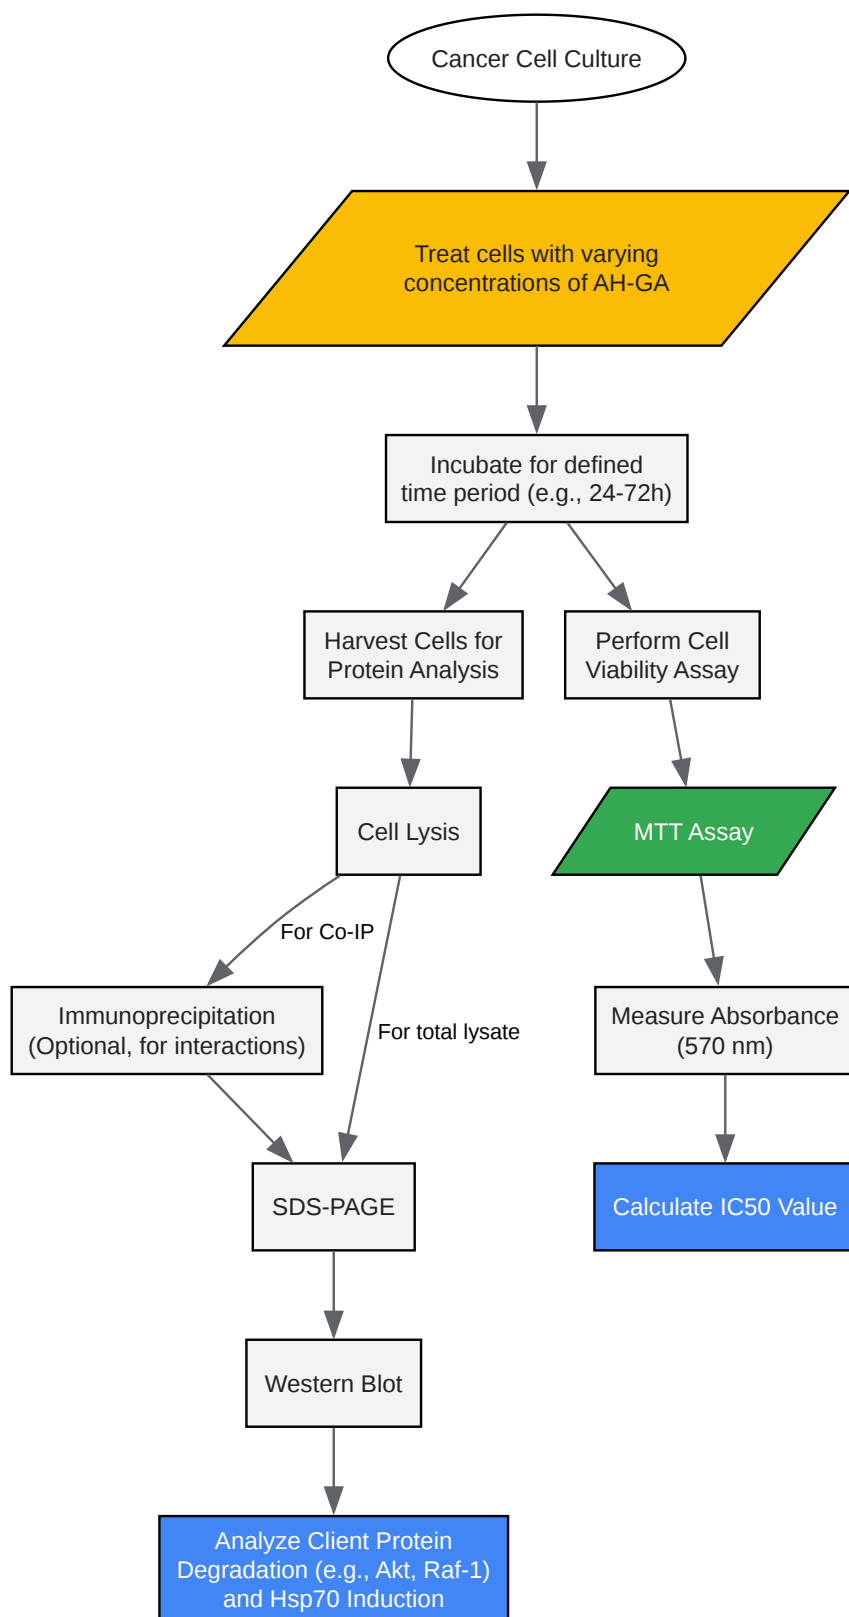 Cancer Cell Culture
Treat cells with varying
concentrations of AH-GA
Incubate for defined
time period (e.g., 24-72h)
Harvest Cells for
Protein Analysis
Perform Cell
Viability Assay
Cell Lysis
MTT Assay
For Co-IP
Immunoprecipitation
(Optional, for interactions)
For total lysate
Measure Absorbance
(570 nm)
SDS-PAGE
Calculate IC50 Value
Western Blot
Analyze Client Protein
Degradation (e.g., Akt, Raf-1)
and Hsp70 Induction